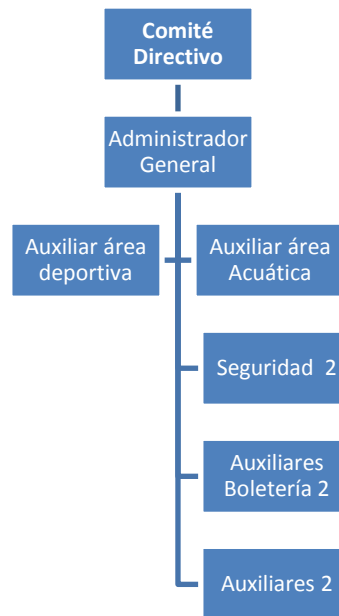 Comité
Directivo
Administrador
General
Auxiliar área
deportiva
Auxiliar área
Acuática
Seguridad 2
Auxiliares
Boletería 2
Auxiliares 2